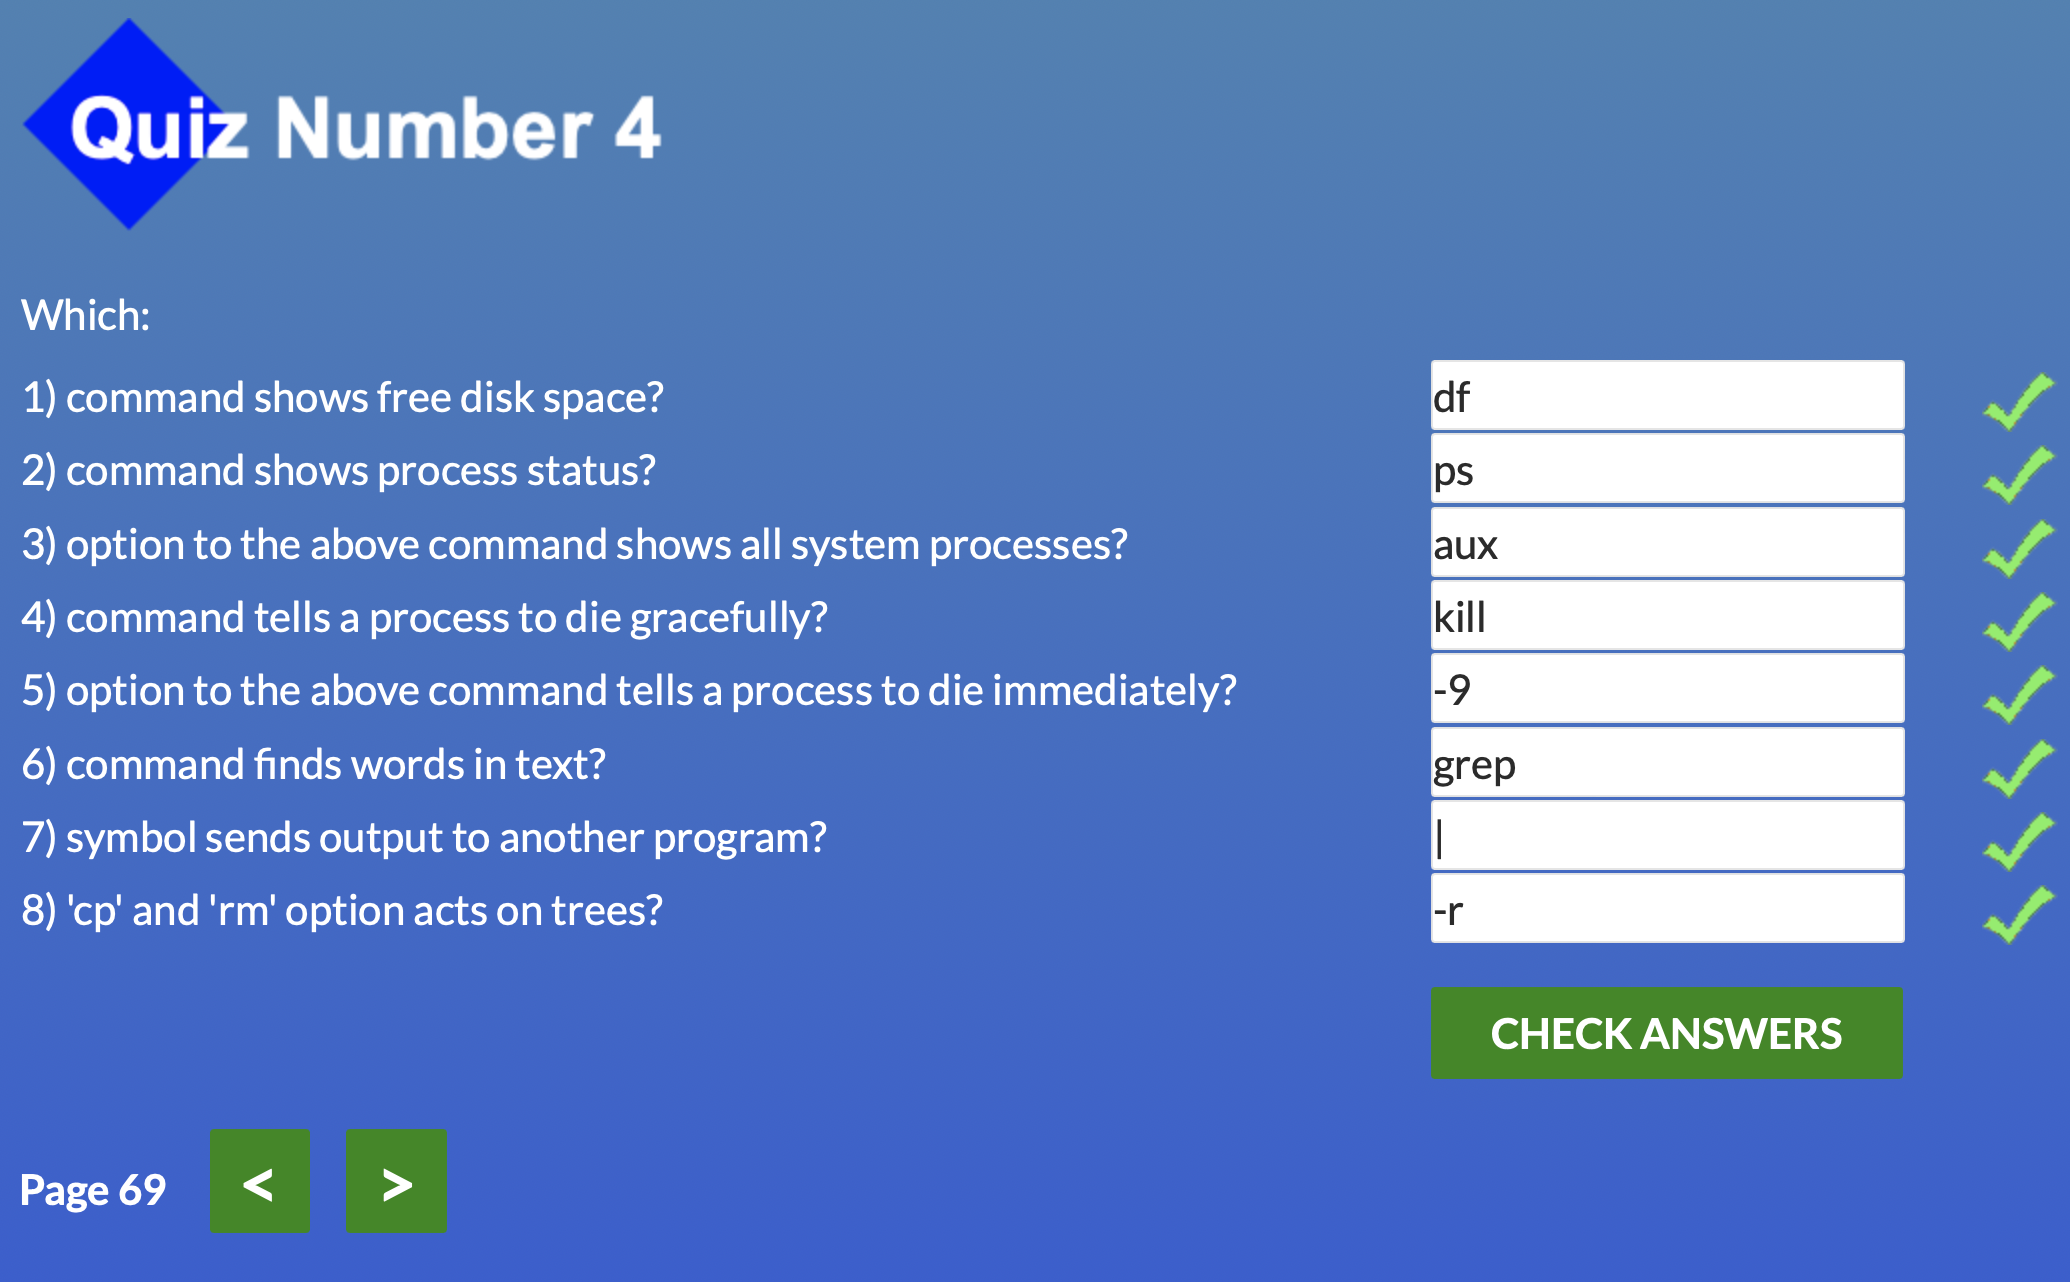 Quiz Number 4
Which:
1) command shows free disk space? df
2) command shows process status? ps
3) option to the above command shows all system processes? aux
4) command tells a process to die gracefully? kill
5) option to the above command tells a process to die immediately? -9
6) command finds words in text? grep
7) symbol sends output to another program? |
8) 'cp' and 'rm' option acts on trees? -r
CHECK ANSWERS
Page 69 < >